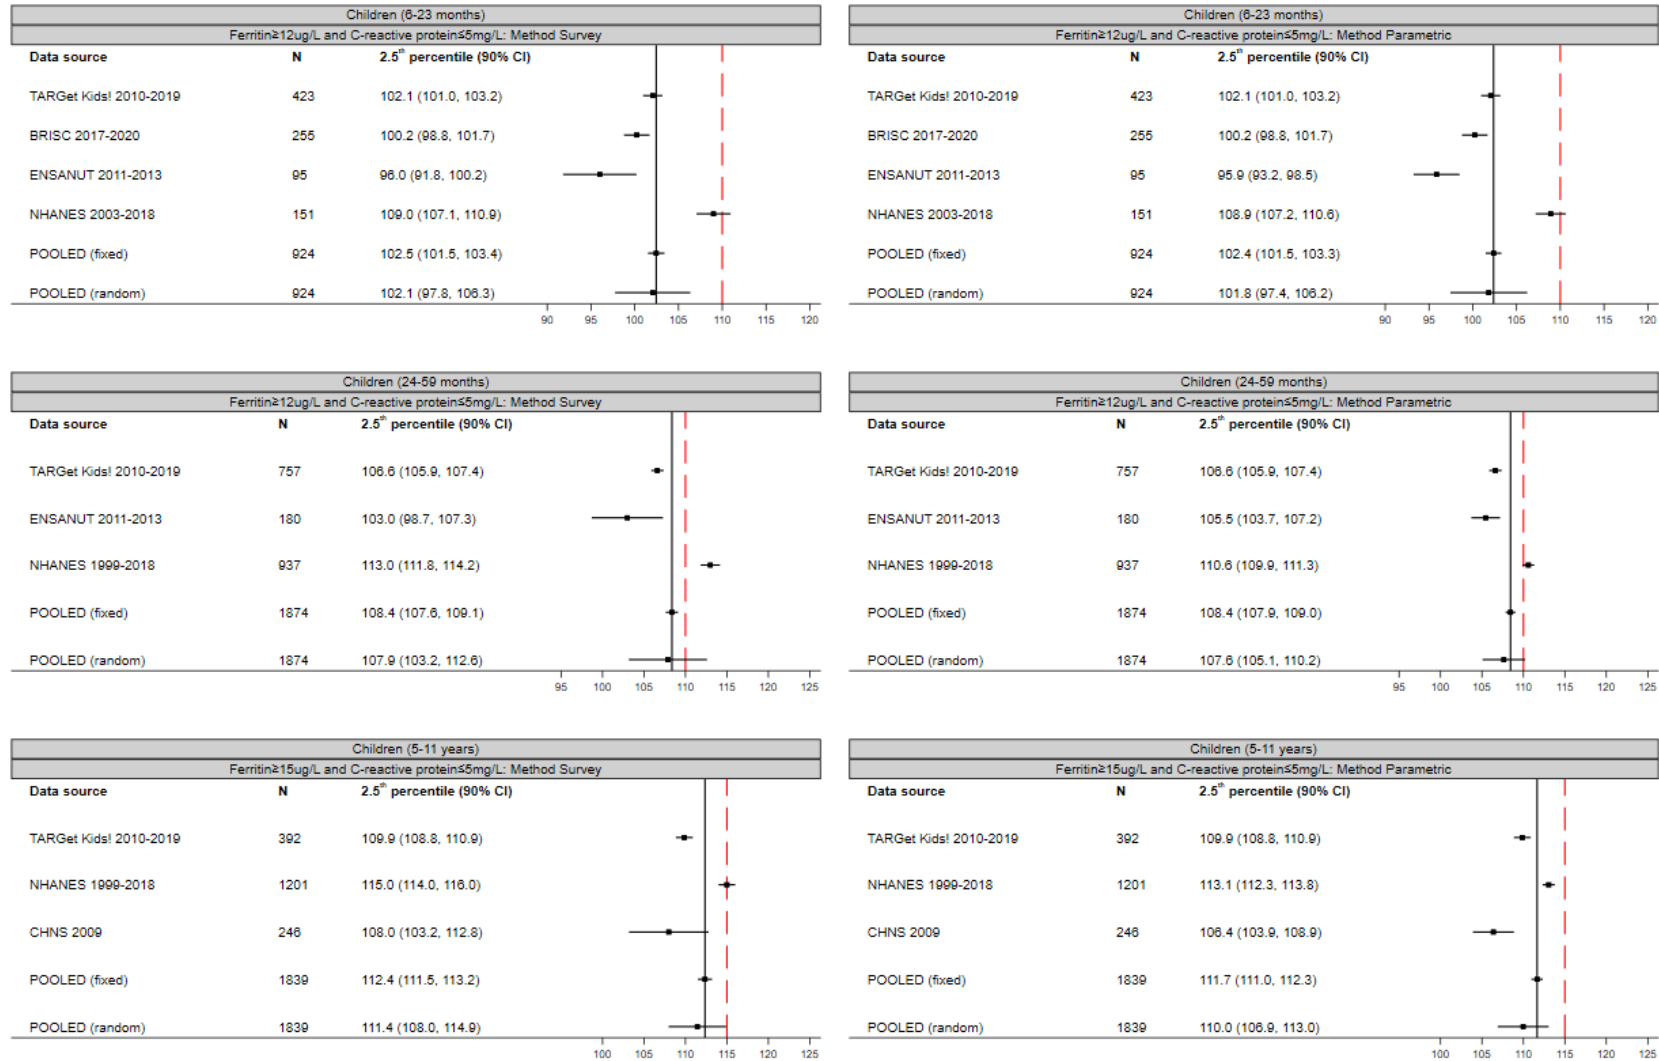 Children (6-23 months)
Ferritin≥12ug/L and C-reactive protein≤5mg/L: Method Survey
Data source N 2.5th percentile (90% CI)
TARGet Kids! 2010-2019 423 102.1 (101.0, 103.2)
BRISC 2017-2020 255 100.2 (98.8, 101.7)
ENSANUT 2011-2013 95 96.0 (91.8, 100.2)
NHANES 2003-2018 151 109.0 (107.1, 110.9)
POOLED (fixed) 924 102.5 (101.5, 103.4)
POOLED (random) 924 102.1 (97.8, 106.3)
90 95 100 105 110 115 120
Children (6-23 months)
Ferritin≥12ug/L and C-reactive protein≤5mg/L: Method Parametric
Data source N 2.5th percentile (90% CI)
TARGet Kids! 2010-2019 423 102.1 (101.0, 103.2)
BRISC 2017-2020 255 100.2 (98.8, 101.7)
ENSANUT 2011-2013 95 95.9 (93.2, 98.5)
NHANES 2003-2018 151 108.9 (107.2, 110.6)
POOLED (fixed) 924 102.4 (101.5, 103.3)
POOLED (random) 924 101.8 (97.4, 106.2)
90 95 100 105 110 115 120
Children (24-59 months)
Ferritin≥12ug/L and C-reactive protein≤5mg/L: Method Survey
Data source N 2.5th percentile (90% CI)
TARGet Kids! 2010-2019 757 106.6 (105.9, 107.4)
ENSANUT 2011-2013 180 103.0 (98.7, 107.3)
NHANES 1999-2018 937 113.0 (111.8, 114.2)
POOLED (fixed) 1874 108.4 (107.6, 109.1)
POOLED (random) 1874 107.9 (103.2, 112.6)
95 100 105 110 115 120 125
Children (24-59 months)
Ferritin≥12ug/L and C-reactive protein≤5mg/L: Method Parametric
Data source N 2.5th percentile (90% CI)
TARGet Kids! 2010-2019 757 106.6 (105.9, 107.4)
ENSANUT 2011-2013 180 105.5 (103.7, 107.2)
NHANES 1999-2018 937 110.6 (109.9, 111.3)
POOLED (fixed) 1874 108.4 (107.9, 109.0)
POOLED (random) 1874 107.6 (105.1, 110.2)
95 100 105 110 115 120 125
Children (5-11 years)
Ferritin≥15ug/L and C-reactive protein≤5mg/L: Method Survey
Data source N 2.5th percentile (90% CI)
TARGet Kids! 2010-2019 392 109.9 (108.8, 110.9)
NHANES 1999-2018 1201 115.0 (114.0, 116.0)
CHNS 2009 246 108.0 (103.2, 112.8)
POOLED (fixed) 1839 112.4 (111.5, 113.2)
POOLED (random) 1839 111.4 (108.0, 114.9)
100 105 110 115 120 125
Children (5-11 years)
Ferritin≥15ug/L and C-reactive protein≤5mg/L: Method Parametric
Data source N 2.5th percentile (90% CI)
TARGet Kids! 2010-2019 392 109.9 (108.8, 110.9)
NHANES 1999-2018 1201 113.1 (112.3, 113.8)
CHNS 2009 246 106.4 (103.9, 108.9)
POOLED (fixed) 1839 111.7 (111.0, 112.3)
POOLED (random) 1839 110.0 (106.9, 113.0)
100 105 110 115 120 125